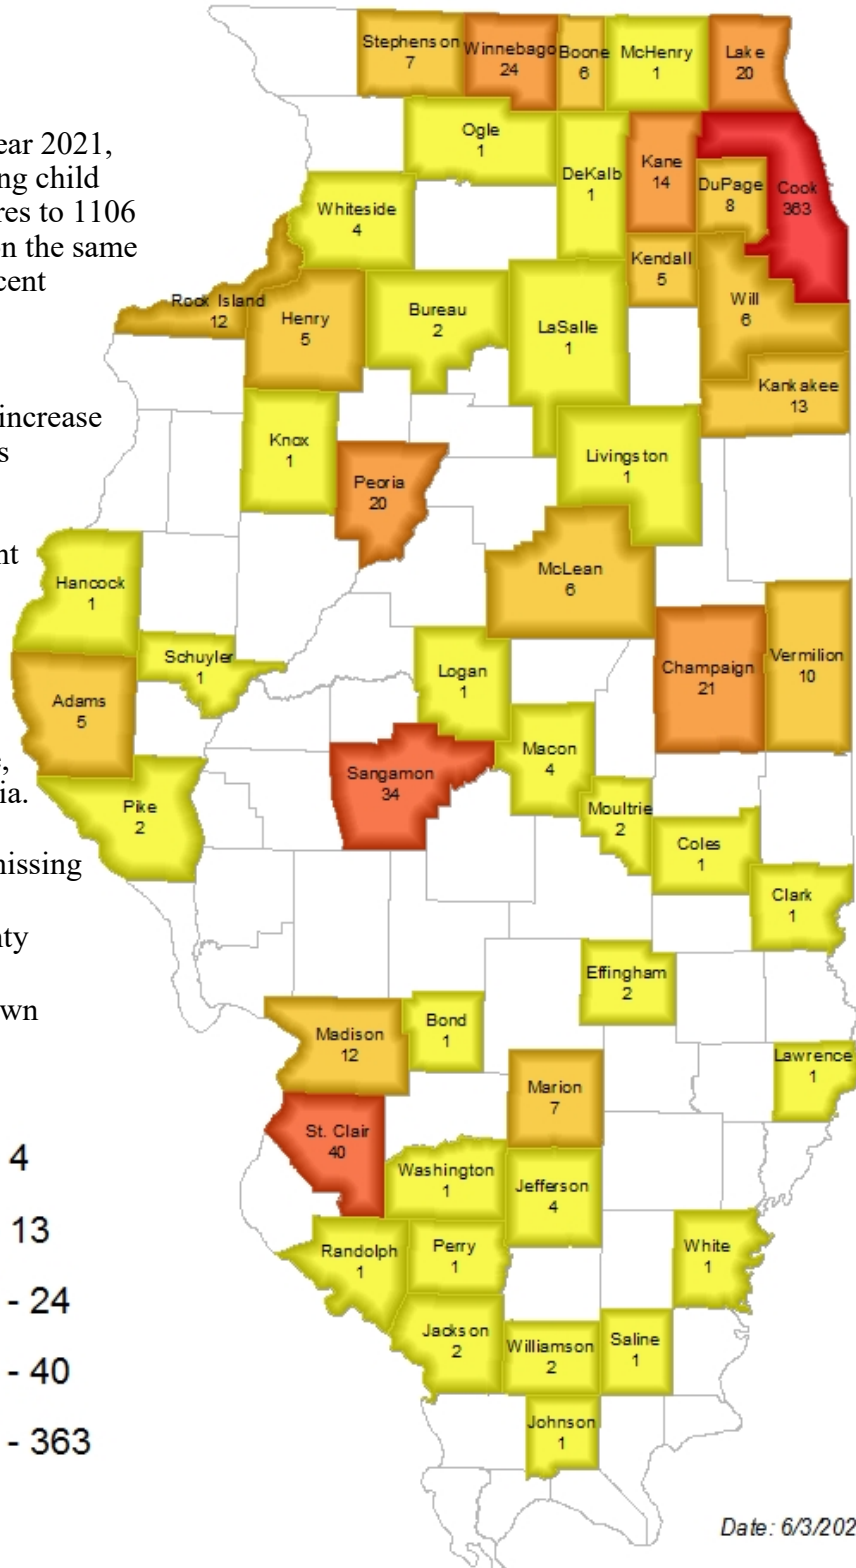 Stephenson
7
Winnebago
24
Boone
6
McHenry
1
Lake
20
ear 2021,
ng child
res to 1106
on the same
cent
Ogle
1
DeKalb
1
Kane
14
DuPage
8
Cook
363
Whiteside
4
Kendall
5
Rock Island
12
Henry
5
Bureau
2
LaSalle
1
Will
6
Kankakee
13
increase
s
Knox
1
Peoria
20
Livingston
1
nt
Hancock
1
McLean
6
Schuyler
1
Logan
1
Champaign
21
Vermilion
10
Adams
5
Sangamon
34
Macon
4
,
ia.
Pike
2
Moultrie
2
Coles
1
nissing
Clark
1
nty
Effingham
2
wn
Madison
12
Bond
1
Marion
7
Lawrence
1
St. Clair
40
Washington
1
Jefferson
4
Randolph
1
Perry
1
White
1
Jackson
2
Williamson
2
Saline
1
Johnson
1
4
13
- 24
- 40
- 363
Date: 6/3/202